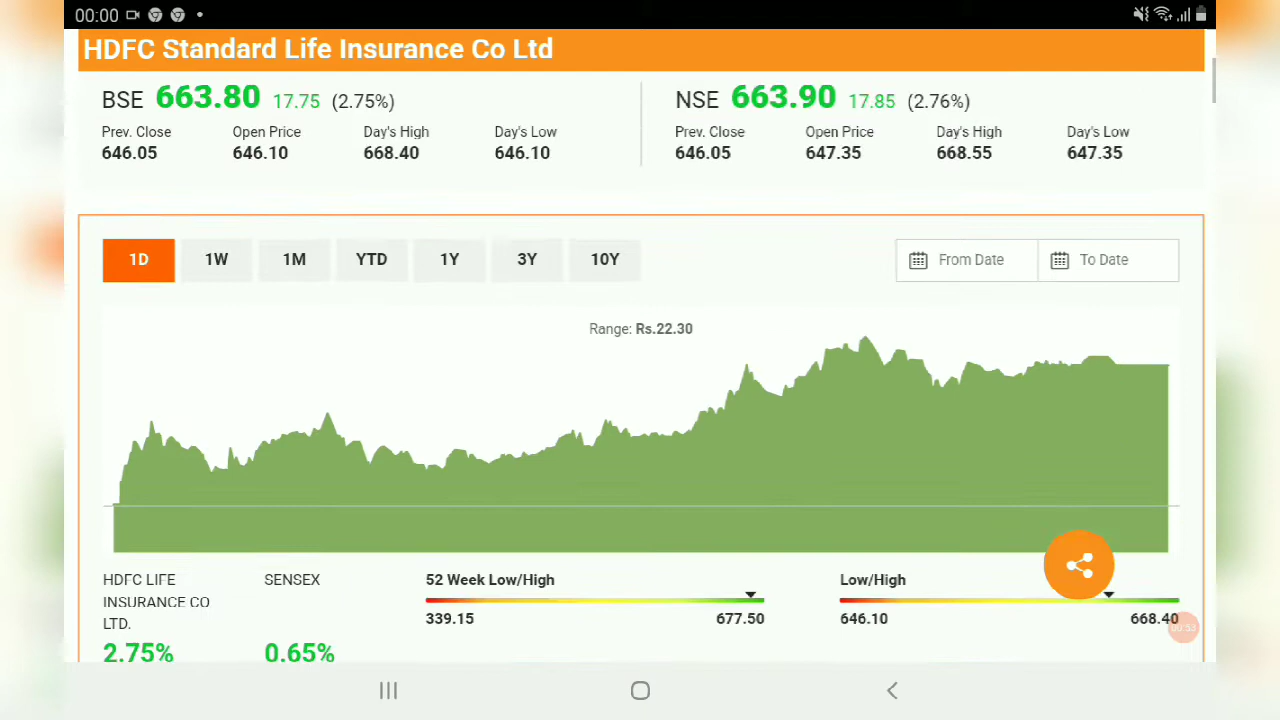 00:00
HDFC Standard Life Insurance Co Ltd
BSE 663.80 17.75 (2.75%)
NSE 663.90 17.85 (2.76%)
Prev. Close Open Price Day's High Day's Low
646.05 646.10 668.40 646.10
Prev. Close Open Price Day's High Day's Low
646.05 647.35 668.55 647.35
1D 1W 1M YTD 1Y 3Y 10Y
From Date To Date
Range: Rs.22.30
HDFC LIFE
INSURANCE CO
LTD.
2.75%
SENSEX
0.65%
52 Week Low/High
339.15 677.50
Low/High
646.10 668.40